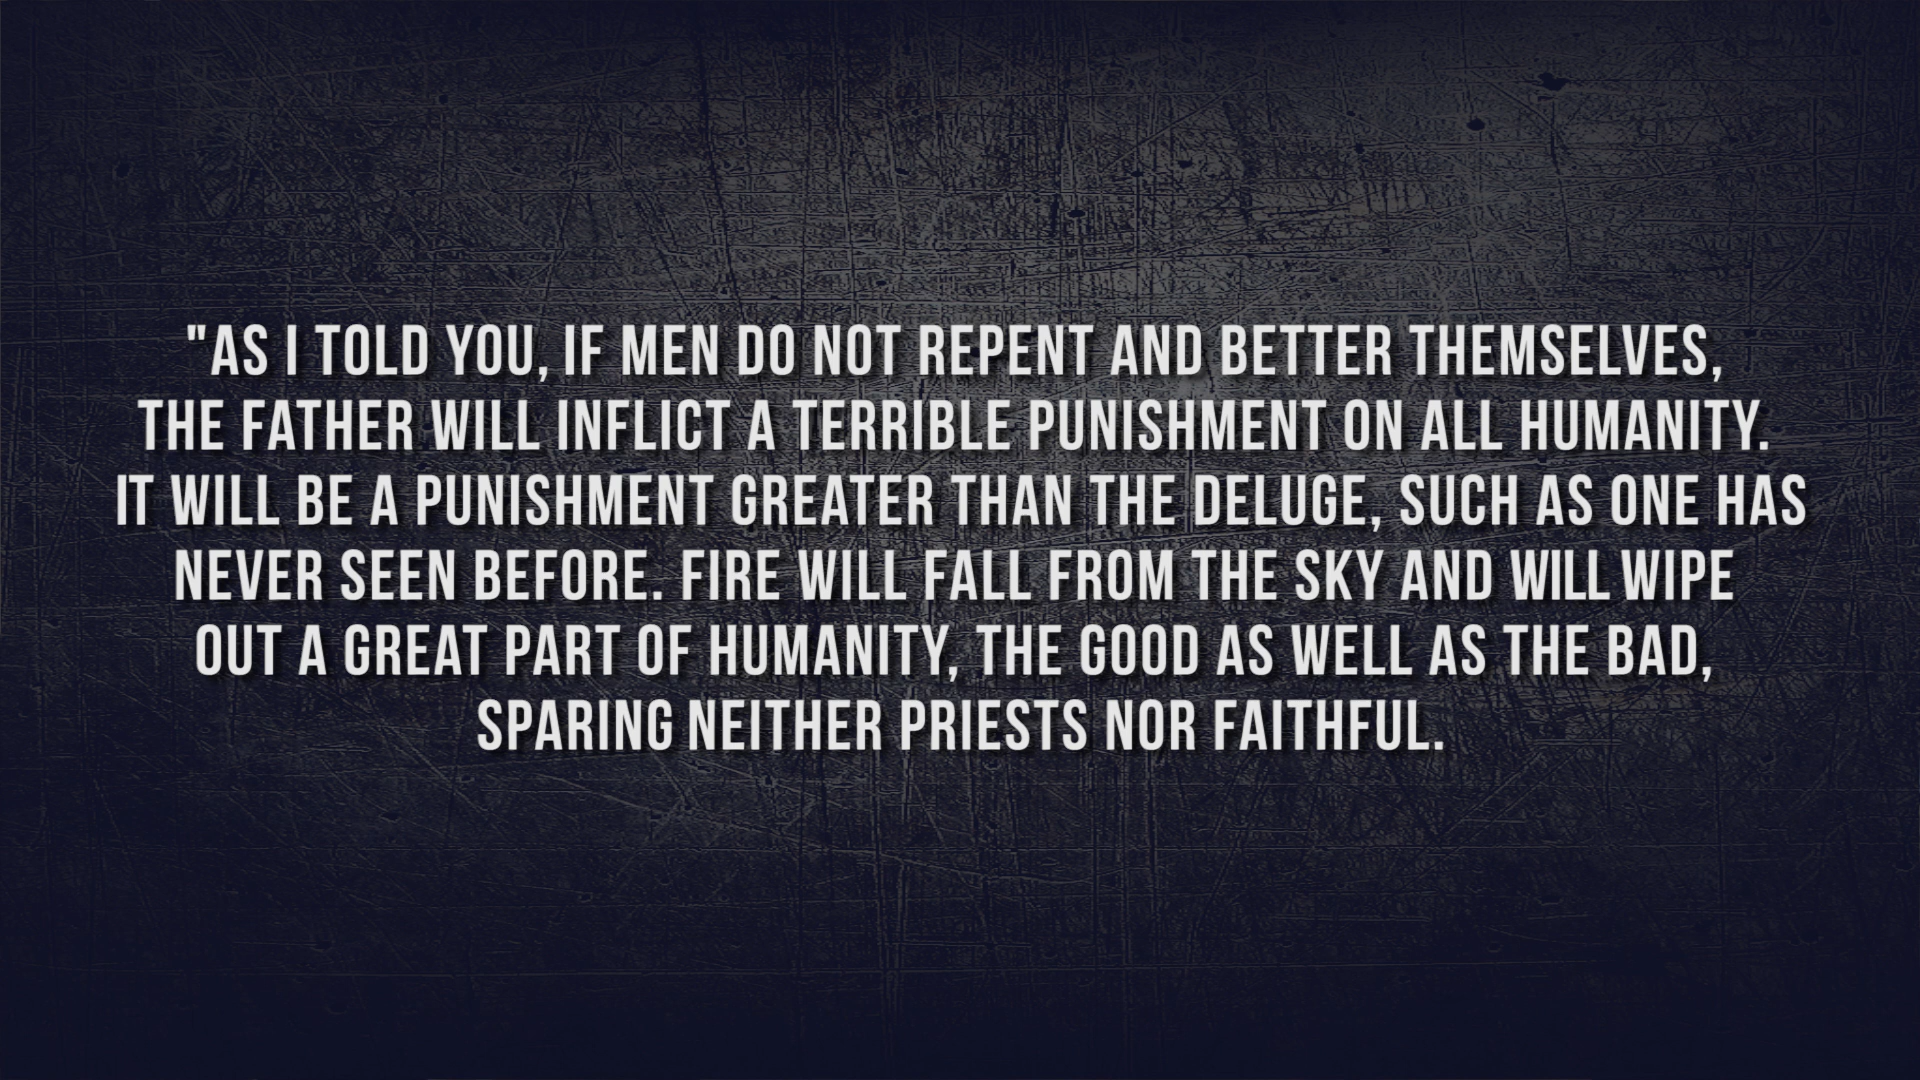 "AS I TOLD YOU, IF MEN DO NOT REPENT AND BETTER THEMSELVES,
THE FATHER WILL INFLICT A TERRIBLE PUNISHMENT ON ALL HUMANITY.
IT WILL BE A PUNISHMENT GREATER THAN THE DELUGE, SUCH AS ONE HAS
NEVER SEEN BEFORE. FIRE WILL FALL FROM THE SKY AND WILL WIPE
OUT A GREAT PART OF HUMANITY, THE GOOD AS WELL AS THE BAD,
SPARING NEITHER PRIESTS NOR FAITHFUL.